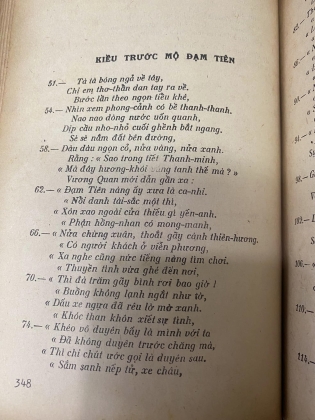 KIỀU TRƯỚC MỘ ĐẠM TIÊN
51.— Tà tà bóng ngả về tây,
Chị em thơ-thẩn dan tay ra về.
Bước lần theo ngọn tiểu khê,
54.— Nhìn xem phong-cảnh có bề thanh-thanh.
Nao nao dòng nước uốn quanh,
Dịp cầu nho-nhỏ cuối ghềnh bắt ngang.
Sè sè nấm đất bên đường,
58.— Dàu dàu ngọn cỏ, nửa vàng, nửa xanh.
Rằng : « Sao trong tiết Thanh-minh,
« Mà đây hương-khói vắng tanh thế mà ? »
Vương Quan mới dẫn gần xa :
62.— « Đạm Tiên nàng ấy xưa là ca-nhi.
« Nổi danh tài-sắc một thì,
« Xôn xao ngoài cửa thiếu gì yến-anh.
« Phận hồng-nhan có mong-manh,
66.— « Nửa chừng xuân, thoắt gãy cành thiên-hương.
« Có người khách ở viễn phương,
« Xa nghe cũng nức tiếng nàng tìm chơi.
« Thuyền tình vừa ghé đến nơi,
70.— « Thì đà trâm gãy bình rơi bao giờ !
« Buồng không lạnh ngắt như tờ,
« Dấu xe ngựa đã rêu lờ mờ xanh.
« Khóc than khôn xiết sự tình,
74.— « Khéo vô duyên bấy là mình với ta
« Đã không duyên trước chăng mà,
« Thì chi chút ước gọi là duyên sau.
« Sắm sanh nếp tử, xe châu,
348